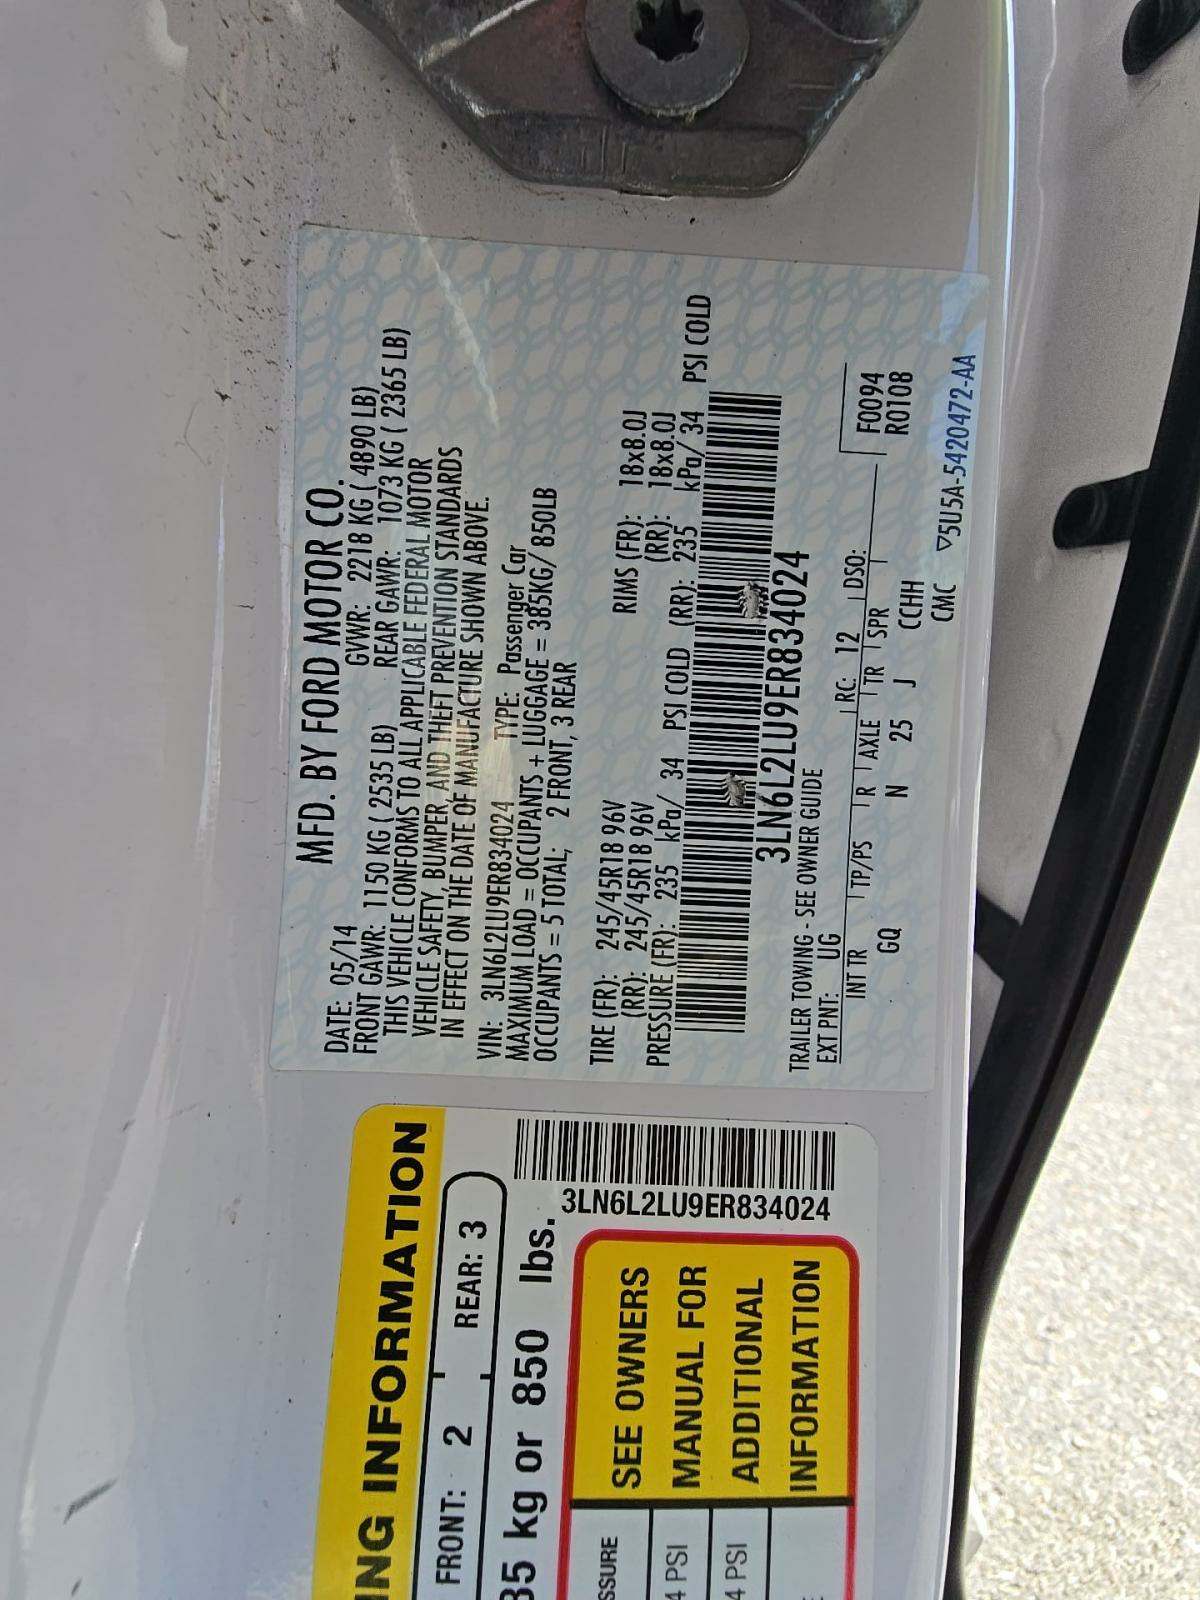 MFD. BY FORD MOTOR CO.
DATE: 05/14 GVWR: 2218 KG ( 4890 LB)
FRONT GAWR: 1150 KG ( 2535 LB) REAR GAWR: 1073 KG ( 2365 LB)
THIS VEHICLE CONFORMS TO ALL APPLICABLE FEDERAL MOTOR
VEHICLE SAFETY, BUMPER, AND THEFT PREVENTION STANDARDS
IN EFFECT ON THE DATE OF MANUFACTURE SHOWN ABOVE.
VIN: 3LN6L2LU9ER834024 TYPE: Passenger Car
MAXIMUM LOAD = OCCUPANTS + LUGGAGE = 385KG/ 850LB
OCCUPANTS = 5 TOTAL; 2 FRONT, 3 REAR
TIRE (FR): 245/45R18 96V RIMS (FR): 18x8.0J
(RR): 245/45R18 96V (RR): 18x8.0J
PRESSURE (FR): 235 kPa/ 34 PSI COLD (RR): 235 kPa/ 34 PSI COLD
3LN6L2LU9ER834024
TRAILER TOWING - SEE OWNER GUIDE
EXT PNT: UG RC: 12 DSO: F0094
INT TR TP/PS R AXLE TR SPR R0108
GQ N 25 J CCHH
CMC ▽5U5A-5420472-AA
ING INFORMATION
FRONT: 2 REAR: 3
85 kg or 850 lbs.
3LN6L2LU9ER834024
SSURE
4 PSI
4 PSI
SEE OWNERS
MANUAL FOR
ADDITIONAL
INFORMATION